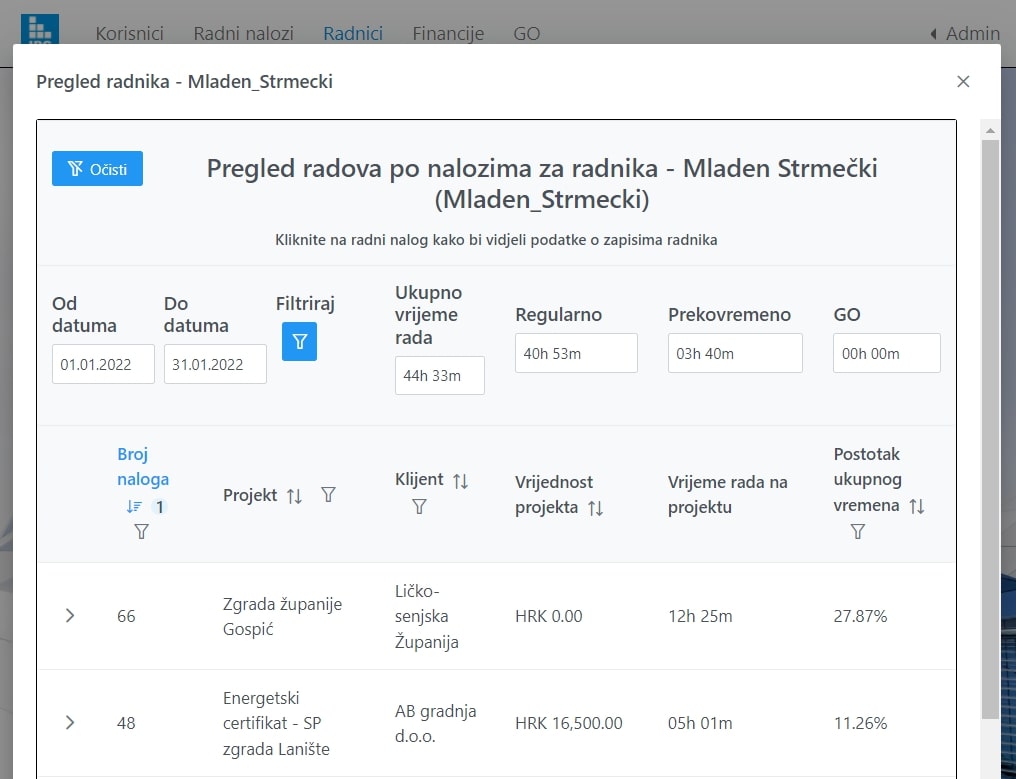 Korisnici Radni nalozi Radnici Financije GO Admin
Pregled radnika - Mladen_Strmecki
Očisti
Pregled radova po nalozima za radnika - Mladen Strmečki
(Mladen_Strmecki)
Kliknite na radni nalog kako bi vidjeli podatke o zapisima radnika
Od
datuma
01.01.2022
Do
datuma
31.01.2022
Filtriraj
Ukupno
vrijeme
rada
44h 33m
Regularno
40h 53m
Prekovremeno
03h 40m
GO
00h 00m
Broj
naloga
1
Projekt
Klijent
Vrijednost
projekta
Vrijeme rada na
projektu
Postotak
ukupnog
vremena
66
Zgrada županije
Gospić
Ličko-
senjska
Županija
HRK 0.00
12h 25m
27.87%
48
Energetski
certifikat - SP
zgrada Lanište
AB gradnja
d.o.o.
HRK 16,500.00
05h 01m
11.26%